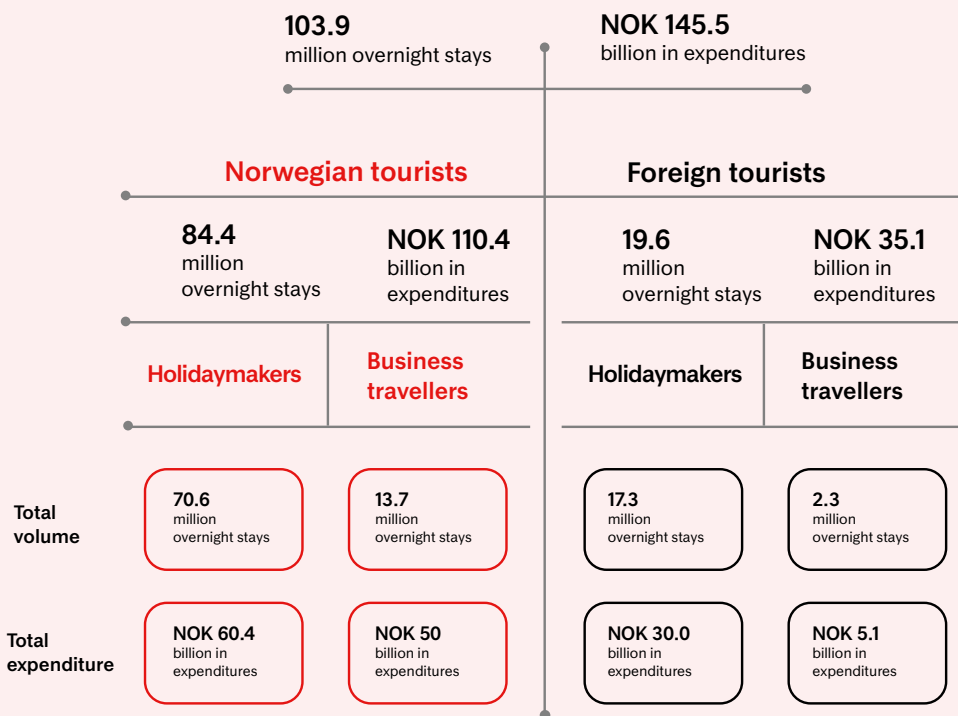 103.9
million overnight stays
NOK 145.5
billion in expenditures
Norwegian tourists
Foreign tourists
84.4
million
overnight stays
NOK 110.4
billion in
expenditures
19.6
million
overnight stays
NOK 35.1
billion in
expenditures
Holidaymakers
Business
travellers
Holidaymakers
Business
travellers
Total
volume
70.6
million
overnight stays
13.7
million
overnight stays
17.3
million
overnight stays
2.3
million
overnight stays
Total
expenditure
NOK 60.4
billion in
expenditures
NOK 50
billion in
expenditures
NOK 30.0
billion in
expenditures
NOK 5.1
billion in
expenditures